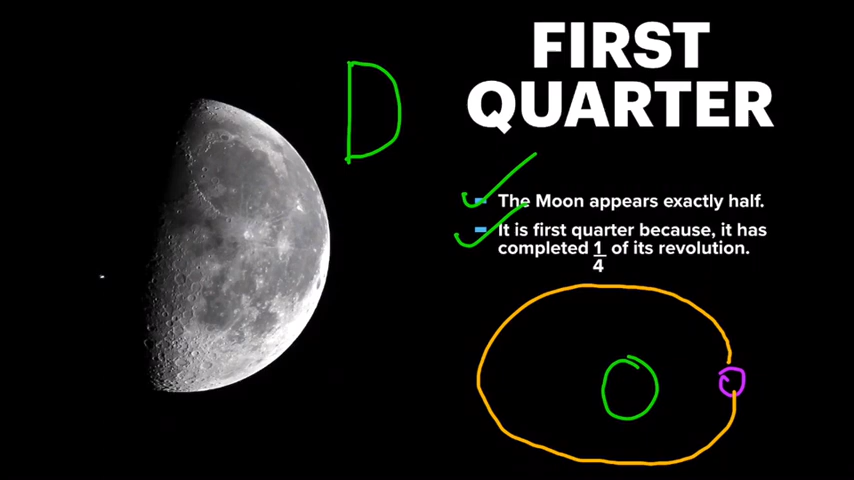 FIRST
QUARTER
D
The Moon appears exactly half.
It is first quarter because, it has
completed 1/4 of its revolution.